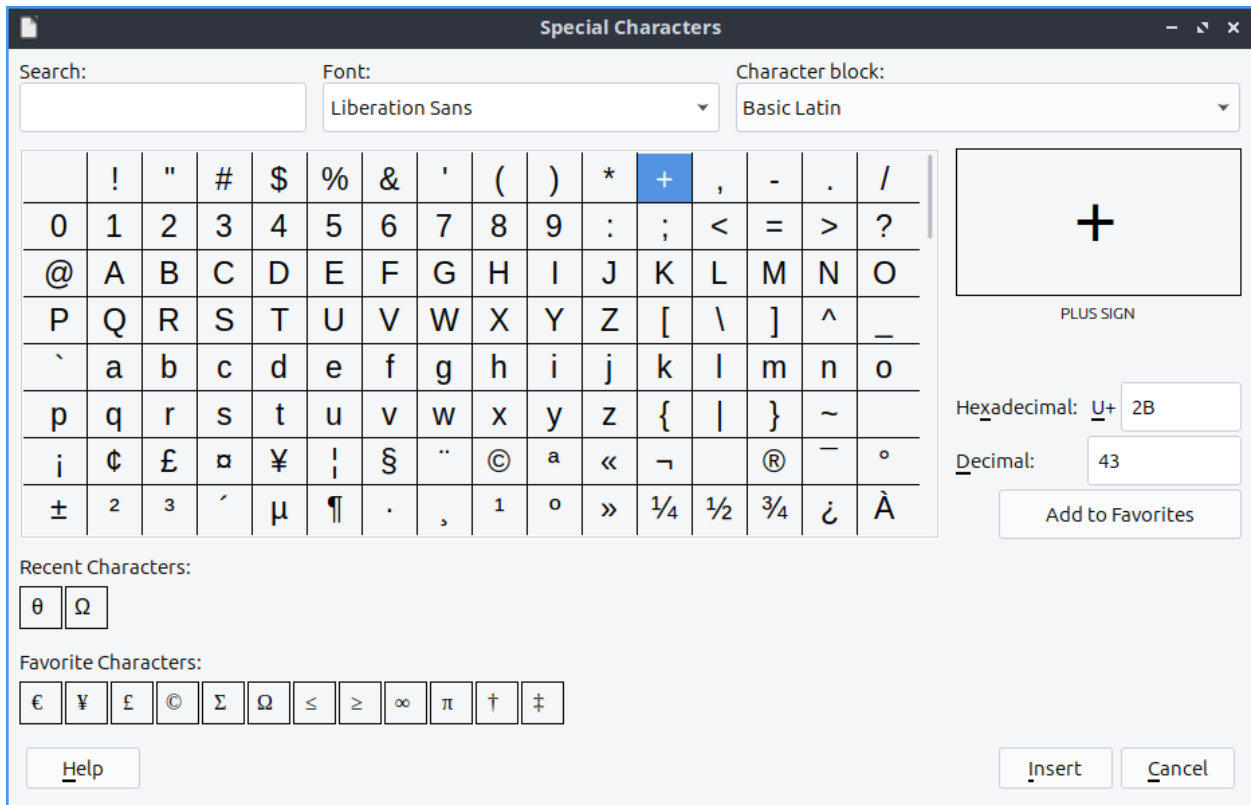 Special Characters
Search: Font: Character block:
Liberation Sans Basic Latin
! " # $ % & ' ( ) * + , - . /
0 1 2 3 4 5 6 7 8 9 : ; < = > ?
@ A B C D E F G H I J K L M N O
P Q R S T U V W X Y Z [ \ ] ^ _
` a b c d e f g h i j k l m n o
p q r s t u v w x y z { | } ~
¡ ¢ £ ¤ ¥ ¦ § ¨ © ª « ¬ ® ¯ °
± ² ³ ´ µ ¶ · ¸ ¹ º » ¼ ½ ¾ ¿ À
+
PLUS SIGN
Hexadecimal: U+ 2B
Decimal: 43
Add to Favorites
Recent Characters:
θ Ω
Favorite Characters:
€ ¥ £ © Σ Ω ≤ ≥ ∞ π † ‡
Help Insert Cancel